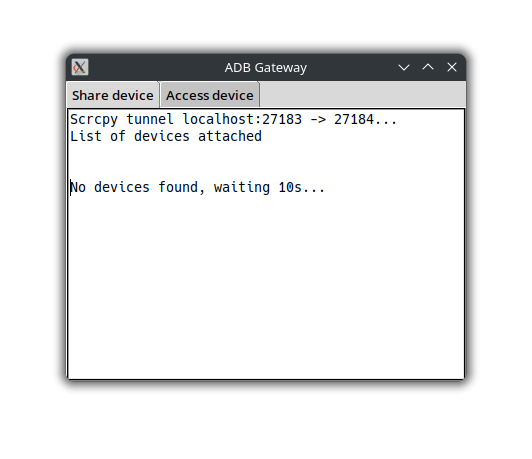 ADB Gateway
Share device Access device
Scrcpy tunnel localhost:27183 -> 27184...
List of devices attached
No devices found, waiting 10s...